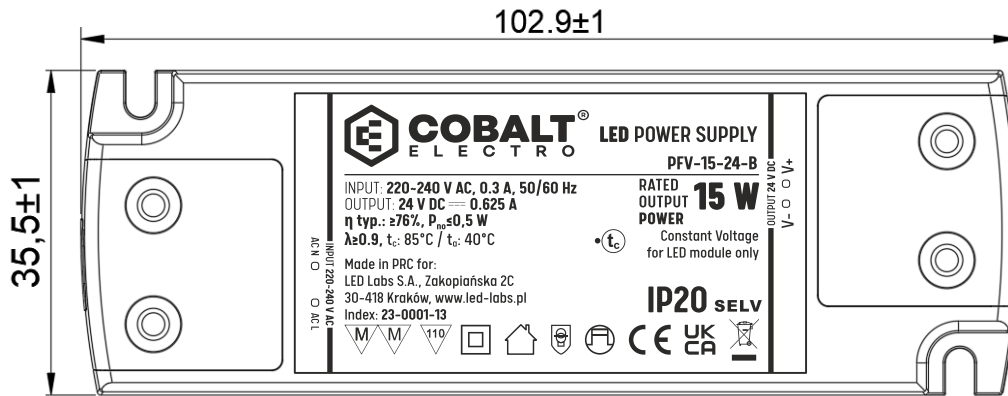 102.9±1
35,5±1
COBALT®
ELECTRO
LED POWER SUPPLY
PFV-15-24-B
INPUT: 220-240 V AC, 0.3 A, 50/60 Hz
OUTPUT: 24 V DC ⎓ 0.625 A
η typ.: ≥76%, Pno≤0,5 W
λ≥0.9, tc: 85°C / ta: 40°C
RATED
OUTPUT
POWER
15 W
•tc
Constant Voltage
for LED module only
Made in PRC for:
LED Labs S.A., Zakopiańska 2C
30-418 Kraków, www.led-labs.pl
Index: 23-0001-13
IP20 SELV
M M 110
CE
UK
CA
AC N
AC L
INPUT 220-240 V AC
OUTPUT 24 V DC
V- V+